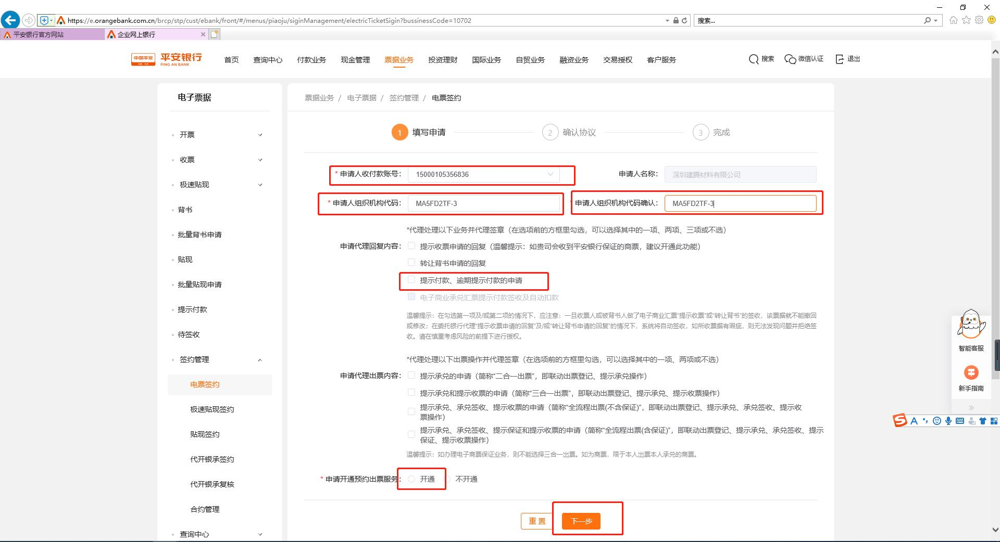 https://e.orangebank.com.cn/brcp/stp/cust/ebank/front/#/menus/piaoju/siginManagement/electricTicketSigin?bussinessCode=10702
搜索...
平安银行官方网站
企业网上银行
中国平安
平安银行
PING AN BANK
首页
查询中心
付款业务
现金管理
票据业务
投资理财
国际业务
自贸业务
融资业务
交易授权
客户服务
搜索
微信认证
退出
电子票据
开票
收票
极速贴现
背书
批量背书申请
贴现
批量贴现申请
提示付款
待签收
签约管理
电票签约
极速贴现签约
贴现签约
代开银承签约
代开银承复核
合约管理
查询中心
票据业务 / 电子票据 / 签约管理 / 电票签约
1 填写申请
2 确认协议
3 完成
* 申请人收付款账号： 15000105356836
申请人名称： 深圳建腾材料有限公司
* 申请人组织机构代码： MA5FD2TF-3
申请人组织机构代码确认： MA5FD2TF-3
*代理处理以下业务并代理签章（在选项前的方框里勾选，可以选择其中的一项、两项、三项或不选）
申请代理回复内容： 提示收票申请的回复（温馨提示：如贵司会收到平安银行保证的商票，建议开通此功能）
转让背书申请的回复
提示付款、逾期提示付款的申请
电子商业承兑汇票提示付款签收及自动扣款
温馨提示：在勾选第一项及/或第二项的情况下，应注意：一旦收票人或被背书人做了电子商业汇票“提示收票”或“转让背书”的签收，该票据就不能撤回
或修改；在委托银行代理“提示收票申请的回复”及/或“转让背书申请的回复”的情况下，系统将自动签收，如所收票据有瑕疵，则无法发现问题并拒绝签
收。请在慎重考虑风险的前提下进行授权。
*代理处理以下出票操作并代理签章（在选项前的方框里勾选，可以选择其中的一项、两项或不选）
申请代理出票内容： 提示承兑的申请（简称“二合一出票”，即联动出票登记、提示承兑操作）
提示承兑和提示收票的申请（简称“三合一出票”，即联动出票登记、提示承兑、提示收票操作）
提示承兑、承兑签收、提示收票的申请（简称“全流程出票(不含保证)”，即联动出票登记、提示承兑、承兑签收、提示收
票操作）
提示承兑、承兑签收、提示保证和提示收票的申请（简称“全流程出票(含保证)”，即联动出票登记、提示承兑、承兑签收、提示
保证、提示收票操作）
温馨提示：如办理电子商票保证业务，则不能选择三合一出票。如为商票，限于本人出票本人承兑的商票。
* 申请开通预约出票服务： 开通 不开通
重 置
下一步
智能客服
新手指南